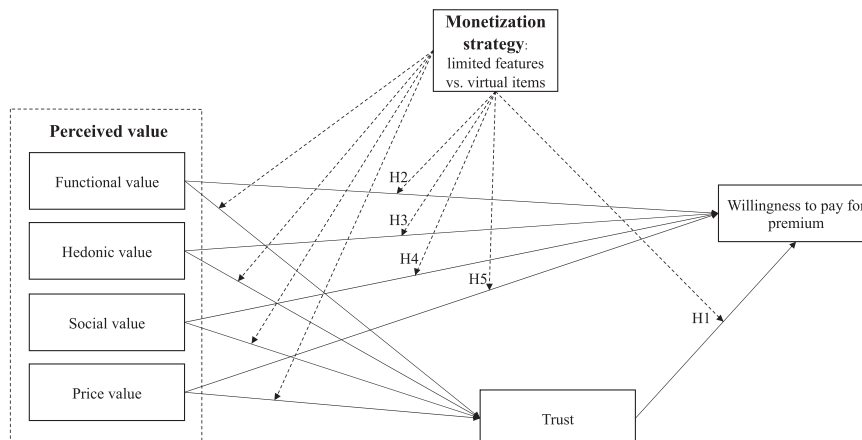 Monetization
strategy:
limited features
vs. virtual items
Perceived value
Functional value
Hedonic value
Social value
Price value
H2
H3
H4
H5
H1
Willingness to pay for
premium
Trust